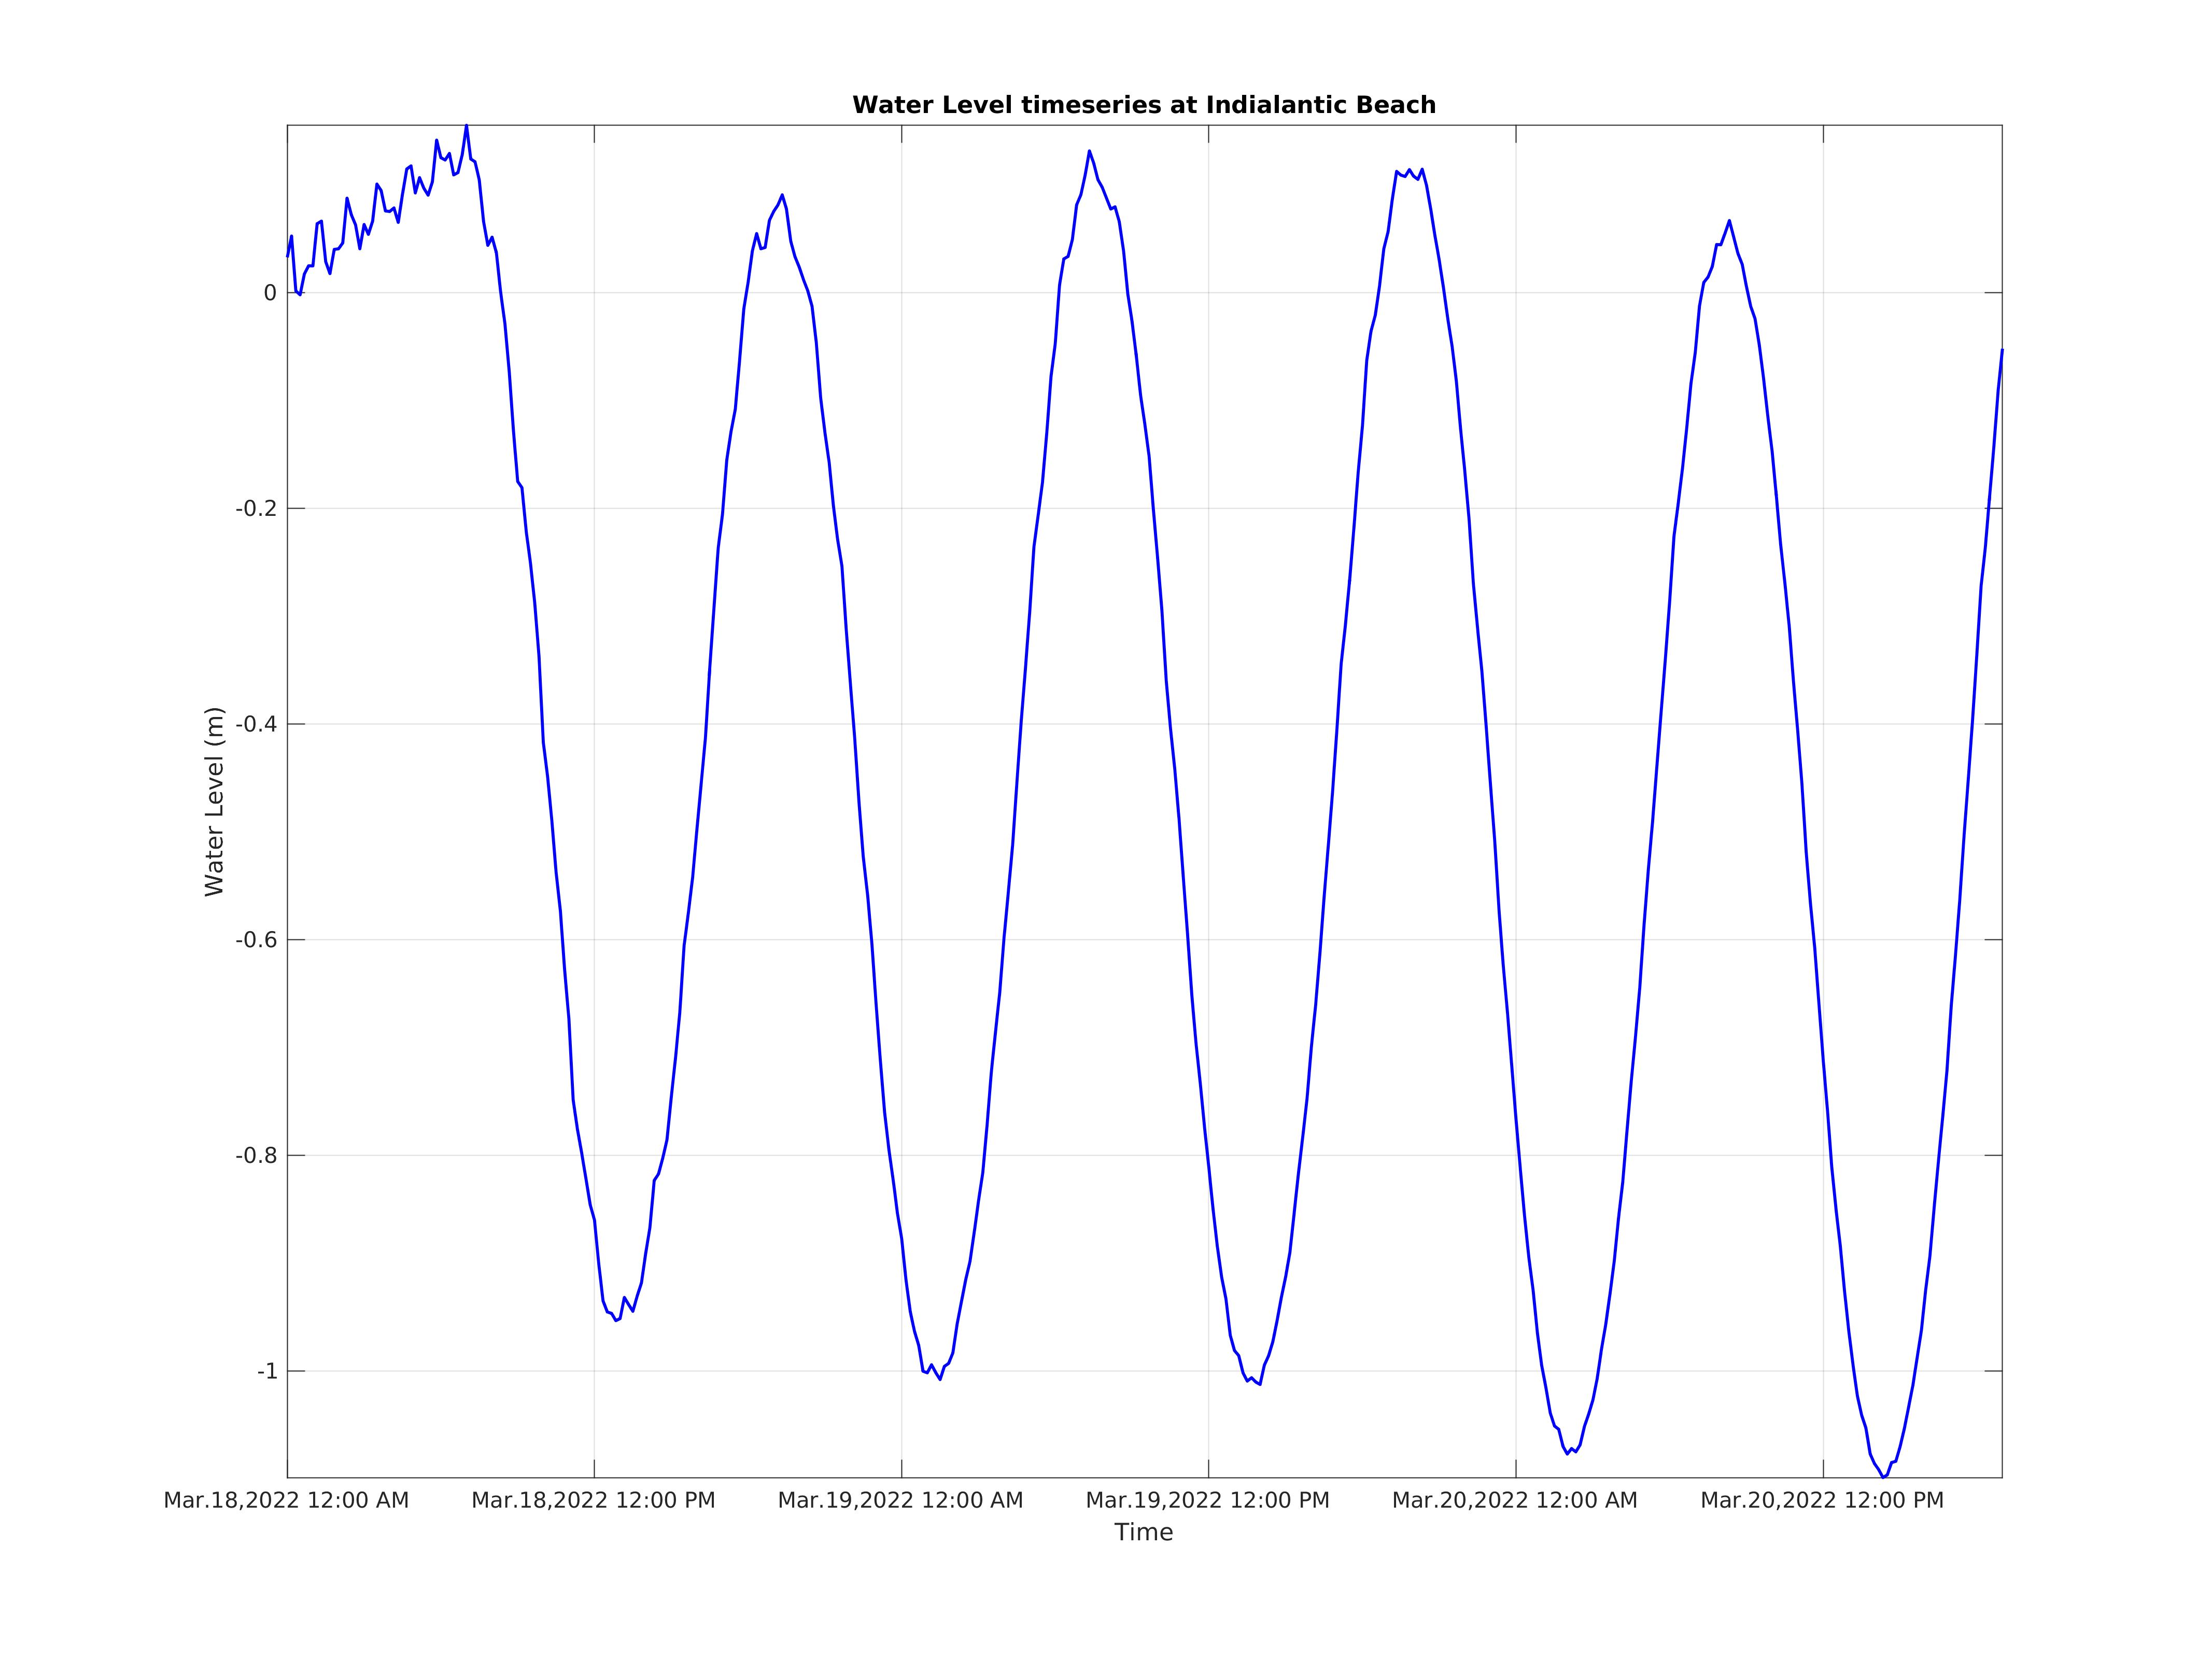 Water Level timeseries at Indialantic Beach
0
-0.2
-0.4
-0.6
-0.8
-1
Water Level (m)
Mar.18,2022 12:00 AM
Mar.18,2022 12:00 PM
Mar.19,2022 12:00 AM
Mar.19,2022 12:00 PM
Mar.20,2022 12:00 AM
Mar.20,2022 12:00 PM
Time